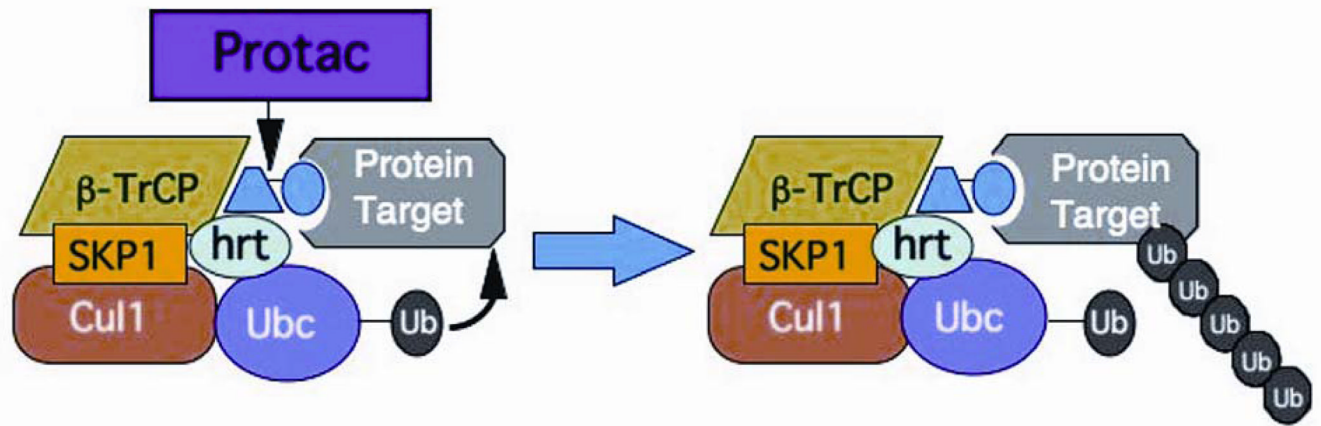 Protac
β-TrCP
Protein
Target
SKP1
hrt
Cul1
Ubc
Ub
β-TrCP
Protein
Target
SKP1
hrt
Cul1
Ubc
Ub
Ub
Ub
Ub
Ub
Ub